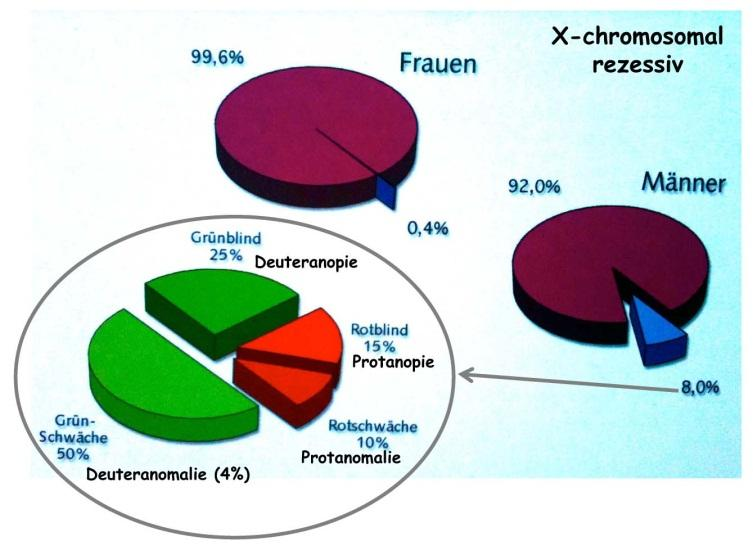 X-chromosomal
rezessiv
99,6%
Frauen
0,4%
92,0%
Männer
8,0%
Grünblind
25%
Deuteranopie
Rotblind
15%
Protanopie
Rotschwäche
10%
Protanomalie
Grün-
Schwäche
50%
Deuteranomalie (4%)